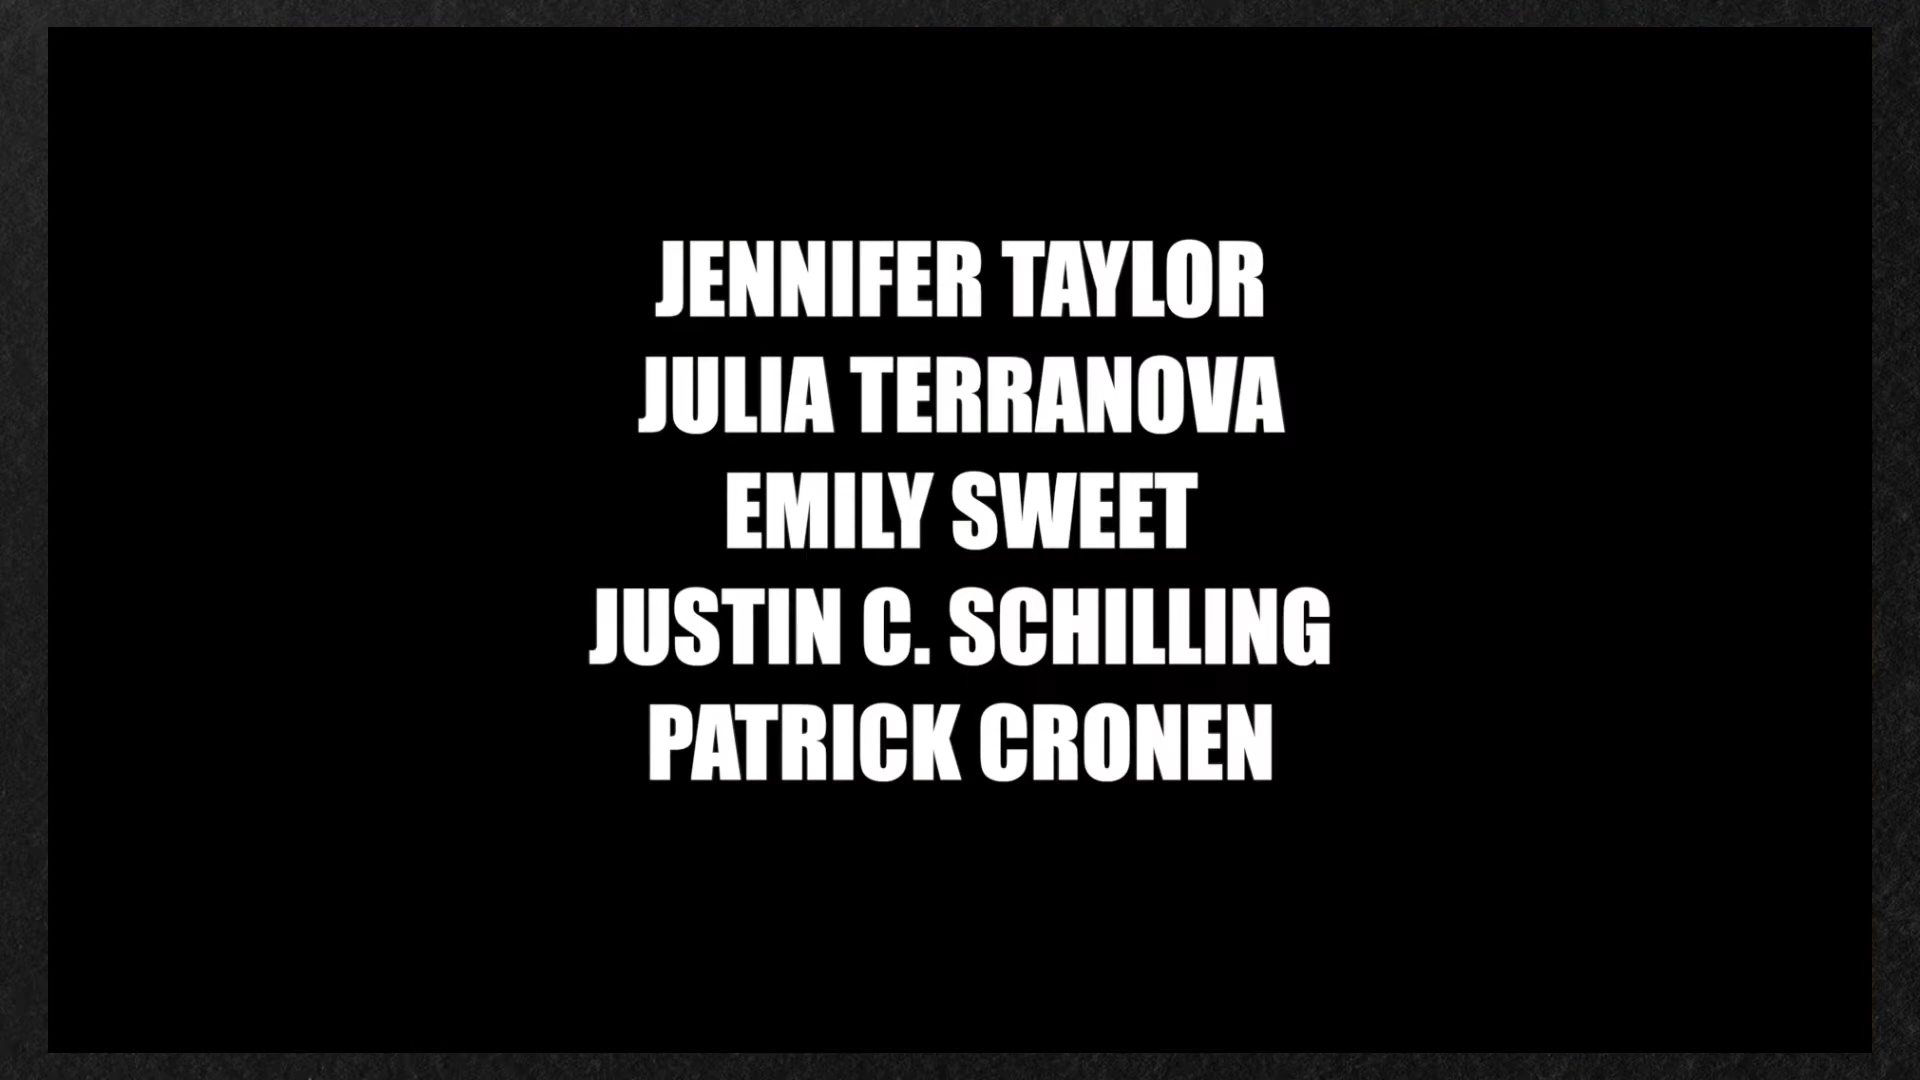 JENNIFER TAYLOR
JULIA TERRANOVA
EMILY SWEET
JUSTIN C. SCHILLING
PATRICK CRONEN